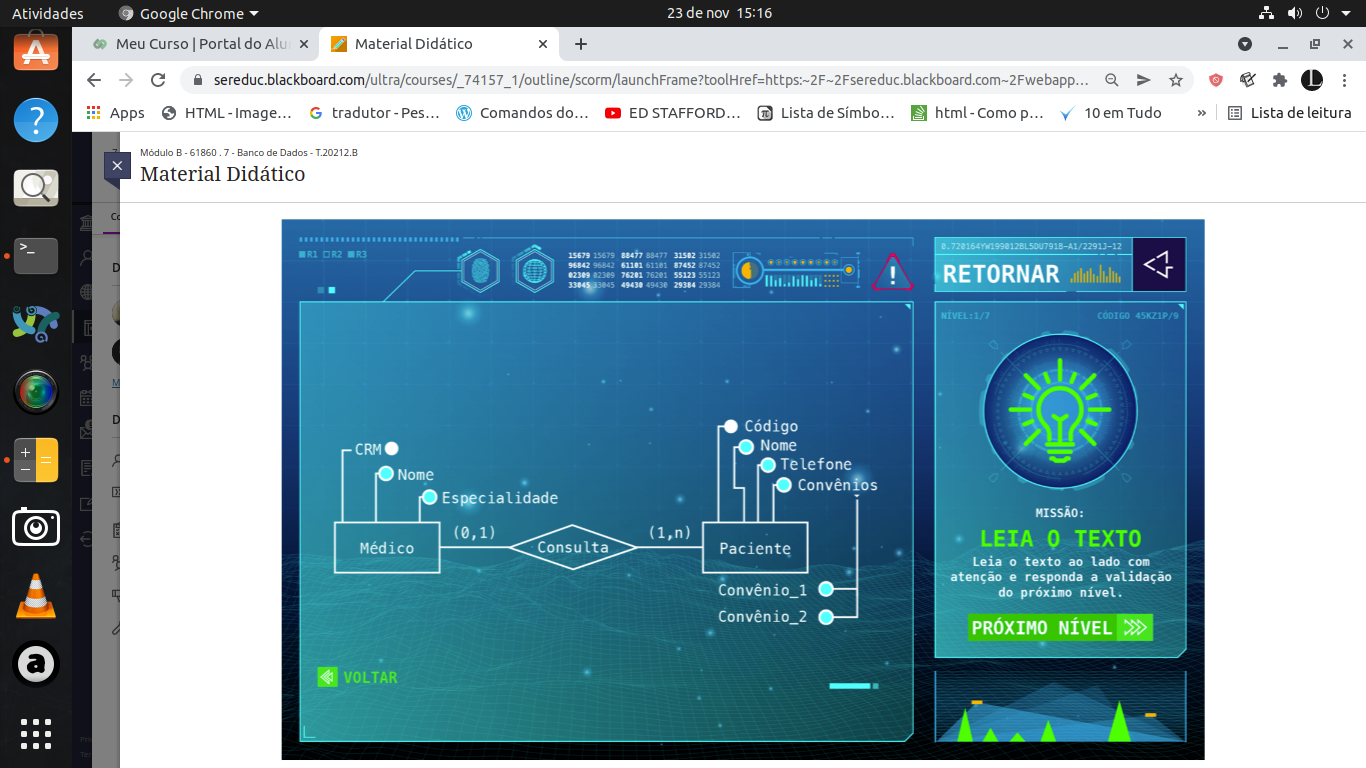 Atividades
Google Chrome
23 de nov 15:16
Meu Curso | Portal do Alu
Material Didático
sereduc.blackboard.com/ultra/courses/_74157_1/outline/scorm/launchFrame?toolHref=https:~2F~2Fsereduc.blackboard.com~2Fwebapp…
Apps
HTML - Image…
tradutor - Pes…
Comandos do…
ED STAFFORD…
Lista de Símbo…
html - Como p…
10 em Tudo
»
Lista de leitura
Módulo B - 61860 . 7 - Banco de Dados - T.20212.B
Material Didático
R1 R2 R3
15679 15679 88477 88477 31502 31502
96842 96842 61101 61101 87452 87452
02309 02309 76201 76201 55123 55123
33045 33045 49430 49430 29384 29384
0.720164YW199012BL5DU791B-A1/2291J-12
RETORNAR
NÍVEL:1/7
CÓDIGO 45KZ1P/9
Código
Nome
Telefone
Convênios
CRM
Nome
Especialidade
(0,1)
(1,n)
Médico
Consulta
Paciente
Convênio_1
Convênio_2
VOLTAR
MISSÃO:
LEIA O TEXTO
Leia o texto ao lado com
atenção e responda a validação
do próximo nível.
PRÓXIMO NÍVEL